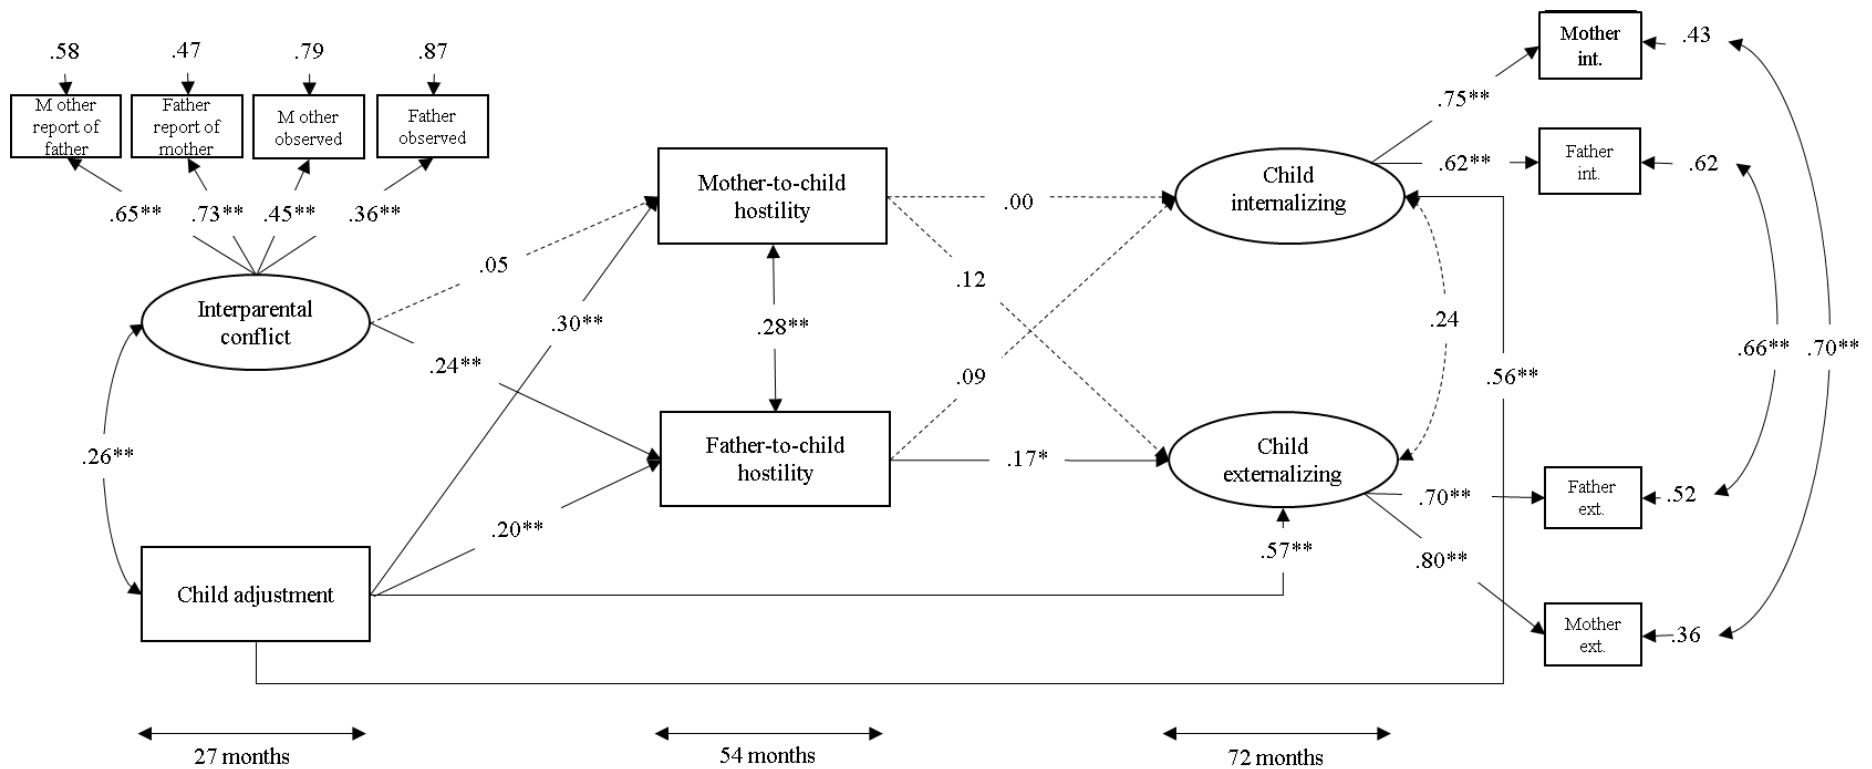 .58
.47
.79
.87
M other
report of
father
Father
report of
mother
M other
observed
Father
observed
.65**
.73**
.45**
.36**
Interparental
conflict
.26**
Child adjustment
.05
.24**
.30**
.20**
Mother-to-child
hostility
.28**
Father-to-child
hostility
.00
.12
.09
.17*
.57**
Child
internalizing
.24
Child
externalizing
.56**
.75**
.62**
.70**
.80**
Mother
int.
.43
Father
int.
.62
Father
ext.
.52
Mother
ext.
.36
.66**
.70**
27 months
54 months
72 months